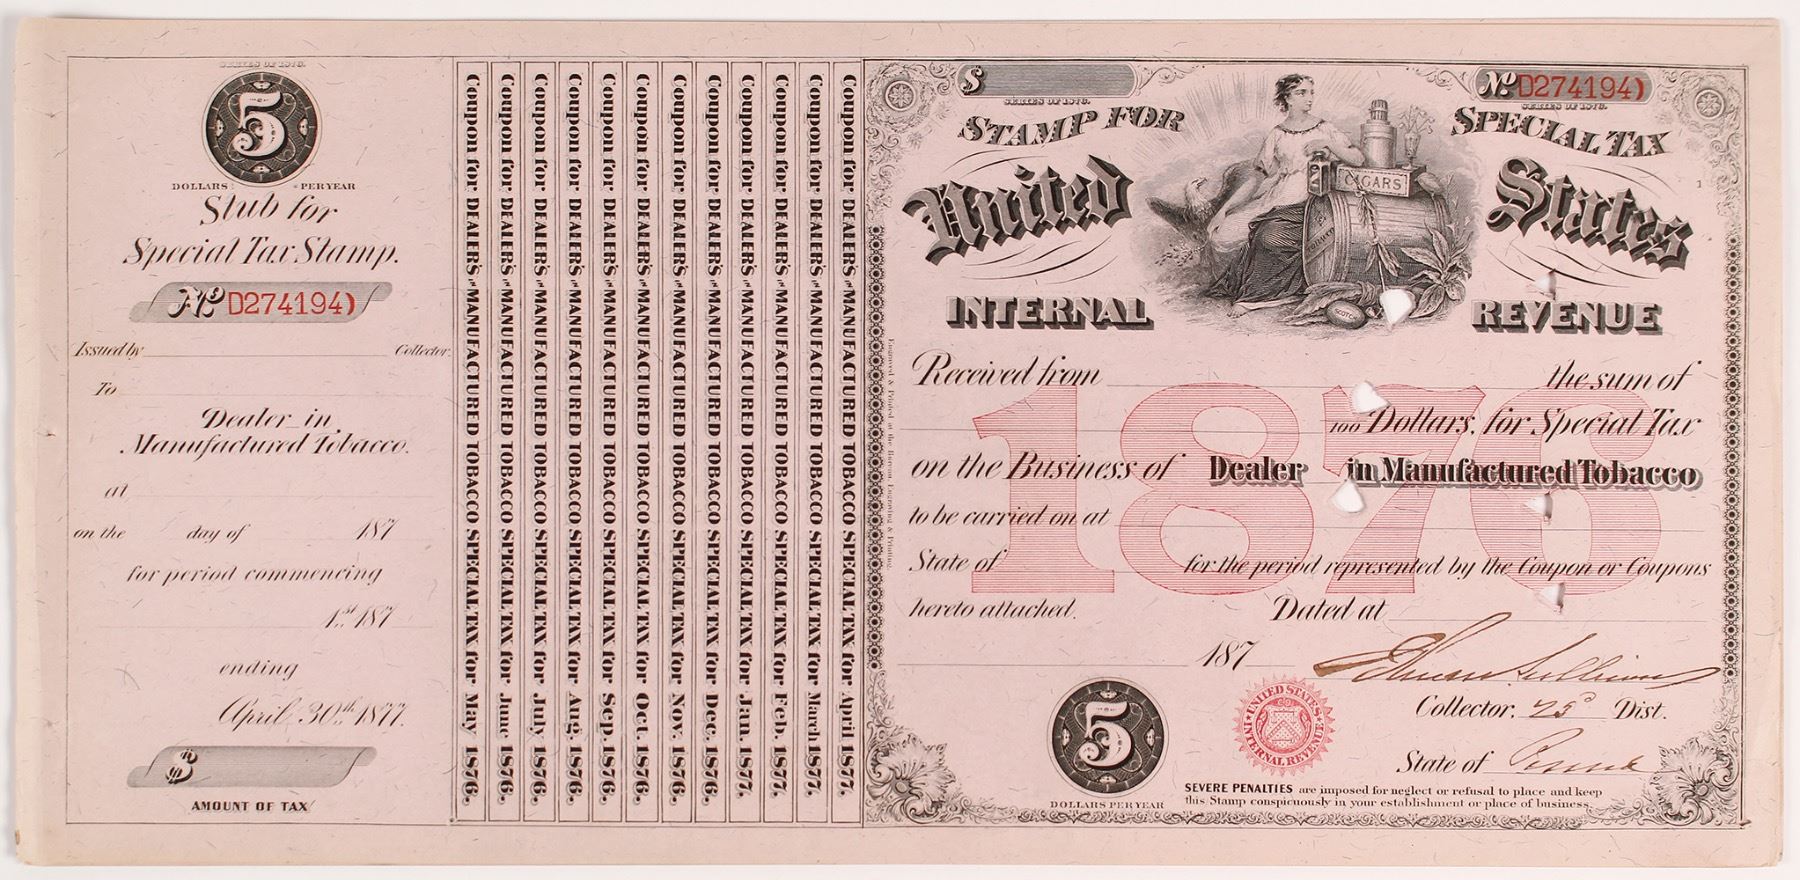 SERIES OF 1876.
5
DOLLARS PER YEAR
Stub for
Special Tax Stamp.
No. D274194)
Issued by Collector.
To
Dealer in
Manufactured Tobacco.
at
on the day of 187
for period commencing
1st 187
ending
April 30th 1877.
$
AMOUNT OF TAX
Coupon for DEALER'S in MANUFACTURED TOBACCO SPECIAL TAX for May 1876.
Coupon for DEALER'S in MANUFACTURED TOBACCO SPECIAL TAX for June 1876.
Coupon for DEALER'S in MANUFACTURED TOBACCO SPECIAL TAX for July 1876.
Coupon for DEALER'S in MANUFACTURED TOBACCO SPECIAL TAX for Aug. 1876.
Coupon for DEALER'S in MANUFACTURED TOBACCO SPECIAL TAX for Sep. 1876.
Coupon for DEALER'S in MANUFACTURED TOBACCO SPECIAL TAX for Oct. 1876.
Coupon for DEALER'S in MANUFACTURED TOBACCO SPECIAL TAX for Nov. 1876.
Coupon for DEALER'S in MANUFACTURED TOBACCO SPECIAL TAX for Dec. 1876.
Coupon for DEALER'S in MANUFACTURED TOBACCO SPECIAL TAX for Jan. 1877.
Coupon for DEALER'S in MANUFACTURED TOBACCO SPECIAL TAX for Feb. 1877.
Coupon for DEALER'S in MANUFACTURED TOBACCO SPECIAL TAX for March 1877.
Coupon for DEALER'S in MANUFACTURED TOBACCO SPECIAL TAX for April 1877.
Engraved & Printed at the Bureau, Engraving & Printing.
$ No. D274194)
SERIES OF 1876. SERIES OF 1876.
STAMP FOR SPECIAL TAX
United States
CIGARS
TOBACCO
SCOTCH
1
INTERNAL REVENUE
1876
Received from the sum of
100 Dollars, for Special Tax
on the Business of Dealer in Manufactured Tobacco
to be carried on at
State of for the period represented by the Coupon or Coupons
hereto attached. Dated at
187
Collector. 23d Dist.
State of Penna
5
DOLLARS PER YEAR
UNITED STATES INTERNAL REV.
SEVERE PENALTIES are imposed for neglect or refusal to place and keep
this Stamp conspicuously in your establishment or place of business.